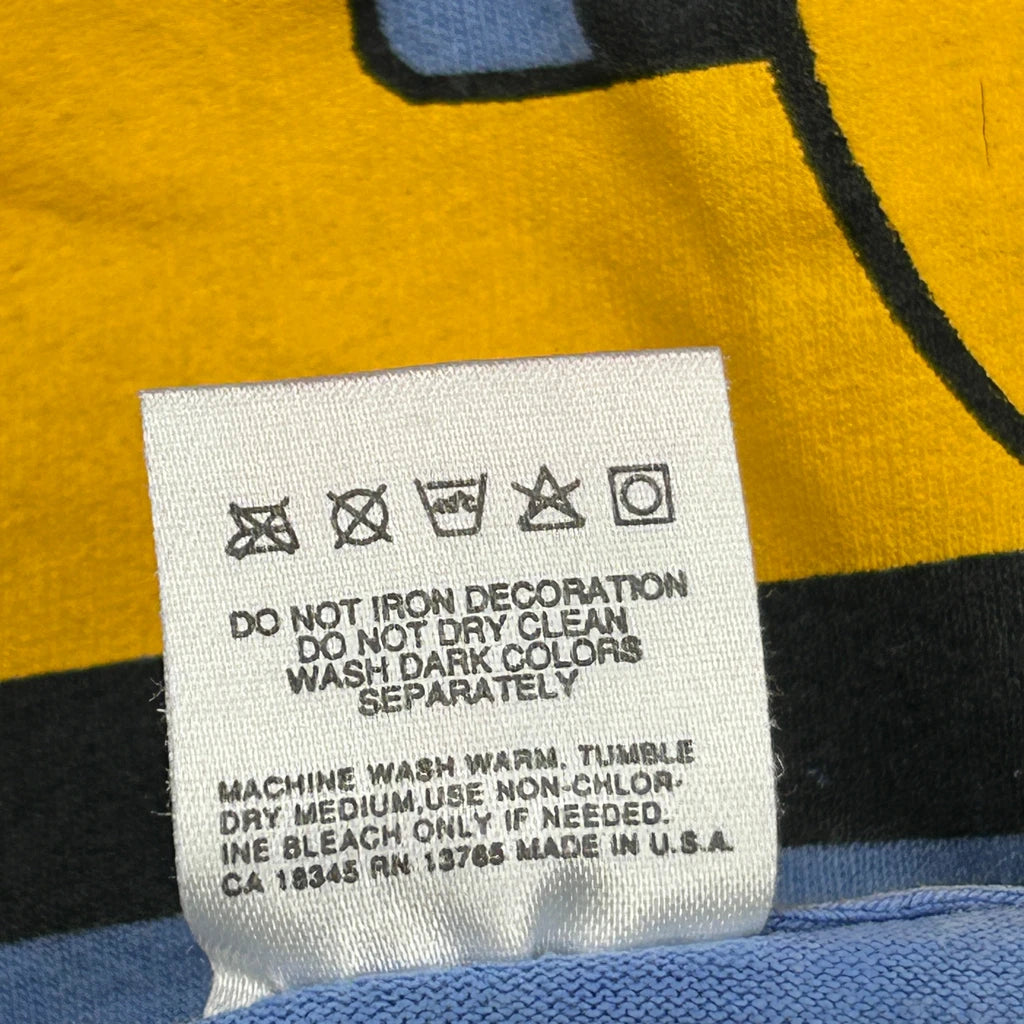 DO NOT IRON DECORATION
DO NOT DRY CLEAN
WASH DARK COLORS
SEPARATELY
MACHINE WASH WARM, TUMBLE
DRY MEDIUM,USE NON-CHLOR-
INE BLEACH ONLY IF NEEDED.
CA 18345 RN 13765 MADE IN U.S.A.